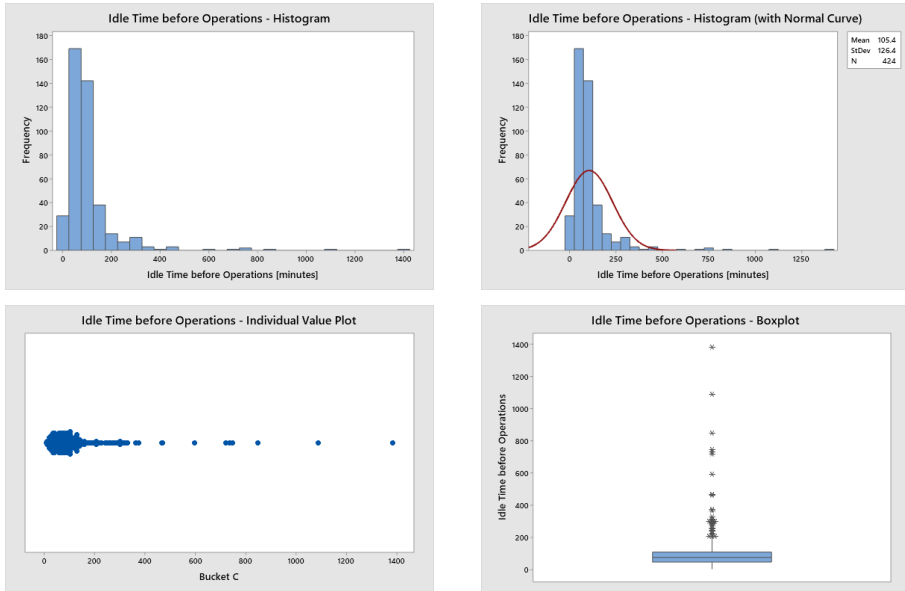 Idle Time before Operations - Histogram
180
160
140
120
100
80
60
40
20
0
Frequency
0 200 400 600 800 1000 1200 1400
Idle Time before Operations [minutes]
Idle Time before Operations - Histogram (with Normal Curve)
Mean 105.4
StDev 126.4
N 424
180
160
140
120
100
80
60
40
20
0
Frequency
0 250 500 750 1000 1250
Idle Time before Operations [minutes]
Idle Time before Operations - Individual Value Plot
0 200 400 600 800 1000 1200 1400
Bucket C
Idle Time before Operations - Boxplot
1400
1200
1000
800
600
400
200
0
Idle Time before Operations